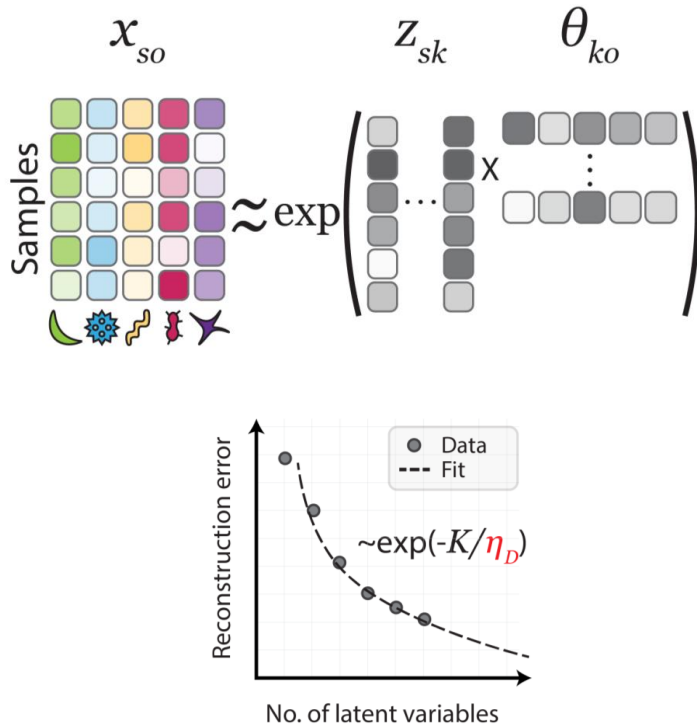 x_so z_sk θ_ko
Samples
≈ exp( X )
Reconstruction error
Data
Fit
~exp(-K/η_D)
No. of latent variables